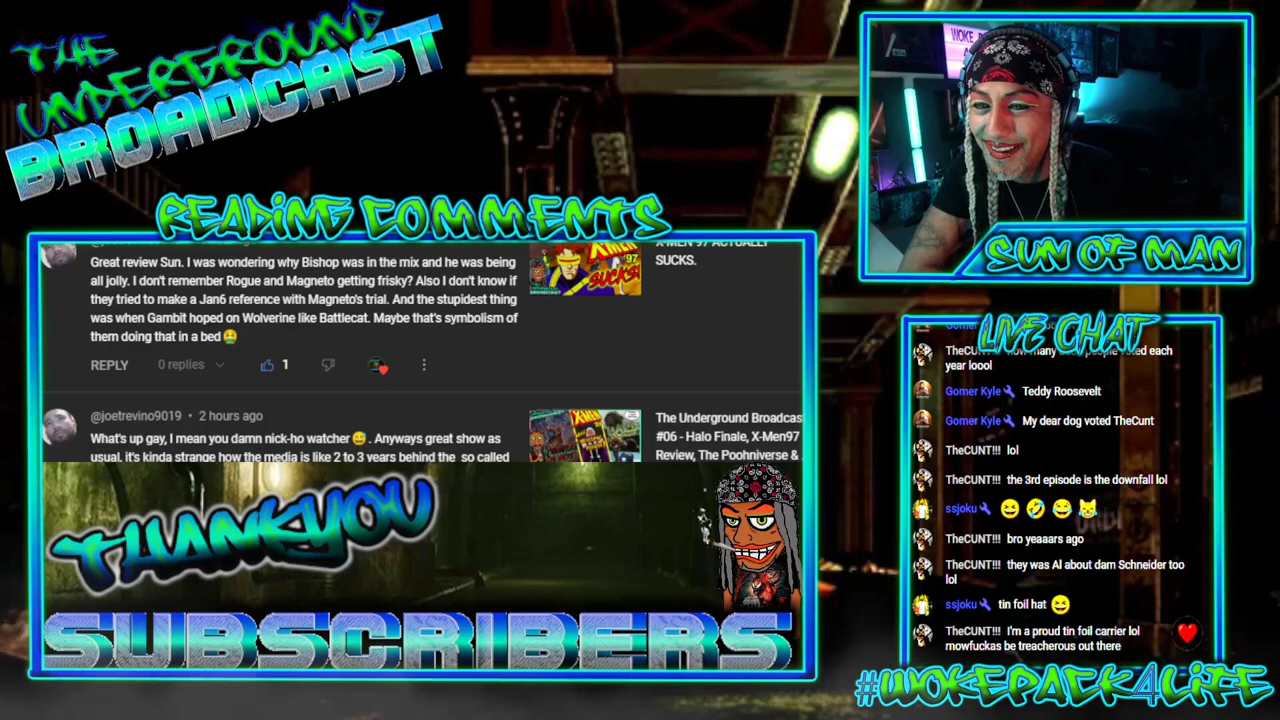 THE
UNDERGROUND
BROADCAST
READING COMMENTS
Great review Sun. I was wondering why Bishop was in the mix and he was being
all jolly. I don't remember Rogue and Magneto getting frisky? Also I don't know if
they tried to make a Jan6 reference with Magneto's trial. And the stupidest thing
was when Gambit hoped on Wolverine like Battlecat. Maybe that's symbolism of
them doing that in a bed🤮
REPLY 0 replies 1
X-MEN 97 ACTUALLY
SUCKS.
X-MEN
'97
SUCKS!
@joetrevino9019 • 2 hours ago
What's up gay, I mean you damn nick-ho watcher😄 . Anyways great show as
usual, it's kinda strange how the media is like 2 to 3 years behind the so called
The Underground Broadcas
#06 - Halo Finale, X-Men97
Review, The Poohniverse &
THANKYOU
SUBSCRIBERS
SUN OF MAN
LIVE CHAT
TheCUNT!!! people voted each
year loool
Gomer Kyle Teddy Roosevelt
Gomer Kyle My dear dog voted TheCunt
TheCUNT!!! lol
TheCUNT!!! the 3rd episode is the downfall lol
ssjoku 😆 🤣 😂 😹
TheCUNT!!! bro yeaaars ago
TheCUNT!!! they was Al about darn Schneider too
lol
ssjoku tin foil hat 😆
TheCUNT!!! I'm a proud tin foil carrier lol
mowfuckas be treacherous out there
#WOKEPACK4LIFE